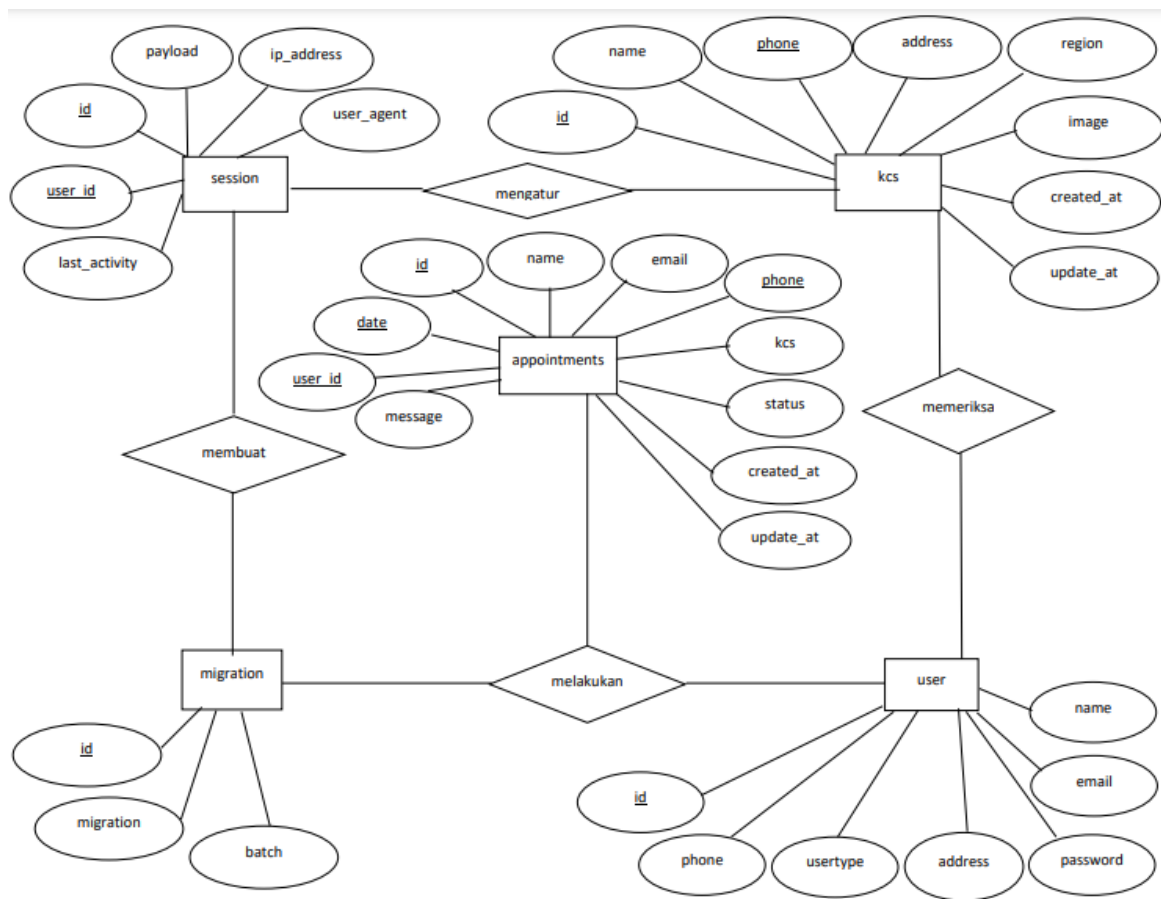 payload
ip_address
id
user_agent
session
user_id
last_activity
mengatur
name
phone
address
region
id
image
kcs
created_at
update_at
id
name
email
phone
date
appointments
kcs
user_id
status
message
created_at
update_at
membuat
memeriksa
migration
melakukan
user
id
migration
batch
name
email
id
phone
usertype
address
password